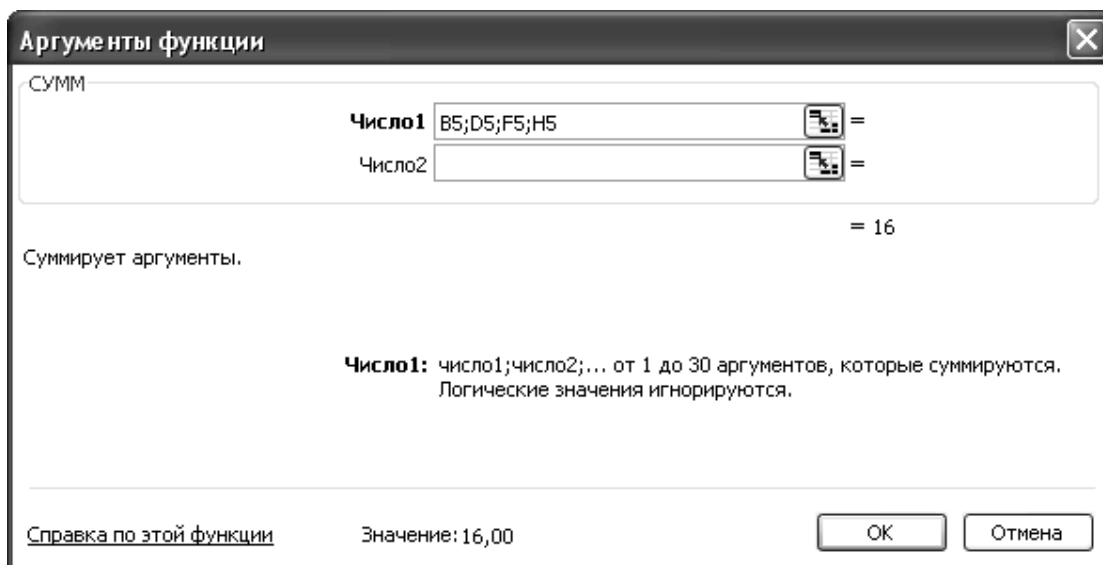 Аргументы функции
СУММ
Число1 B5;D5;F5;H5 =
Число2 =
= 16
Суммирует аргументы.
Число1: число1;число2;... от 1 до 30 аргументов, которые суммируются.
Логические значения игнорируются.
Справка по этой функции Значение:16,00 ОК Отмена